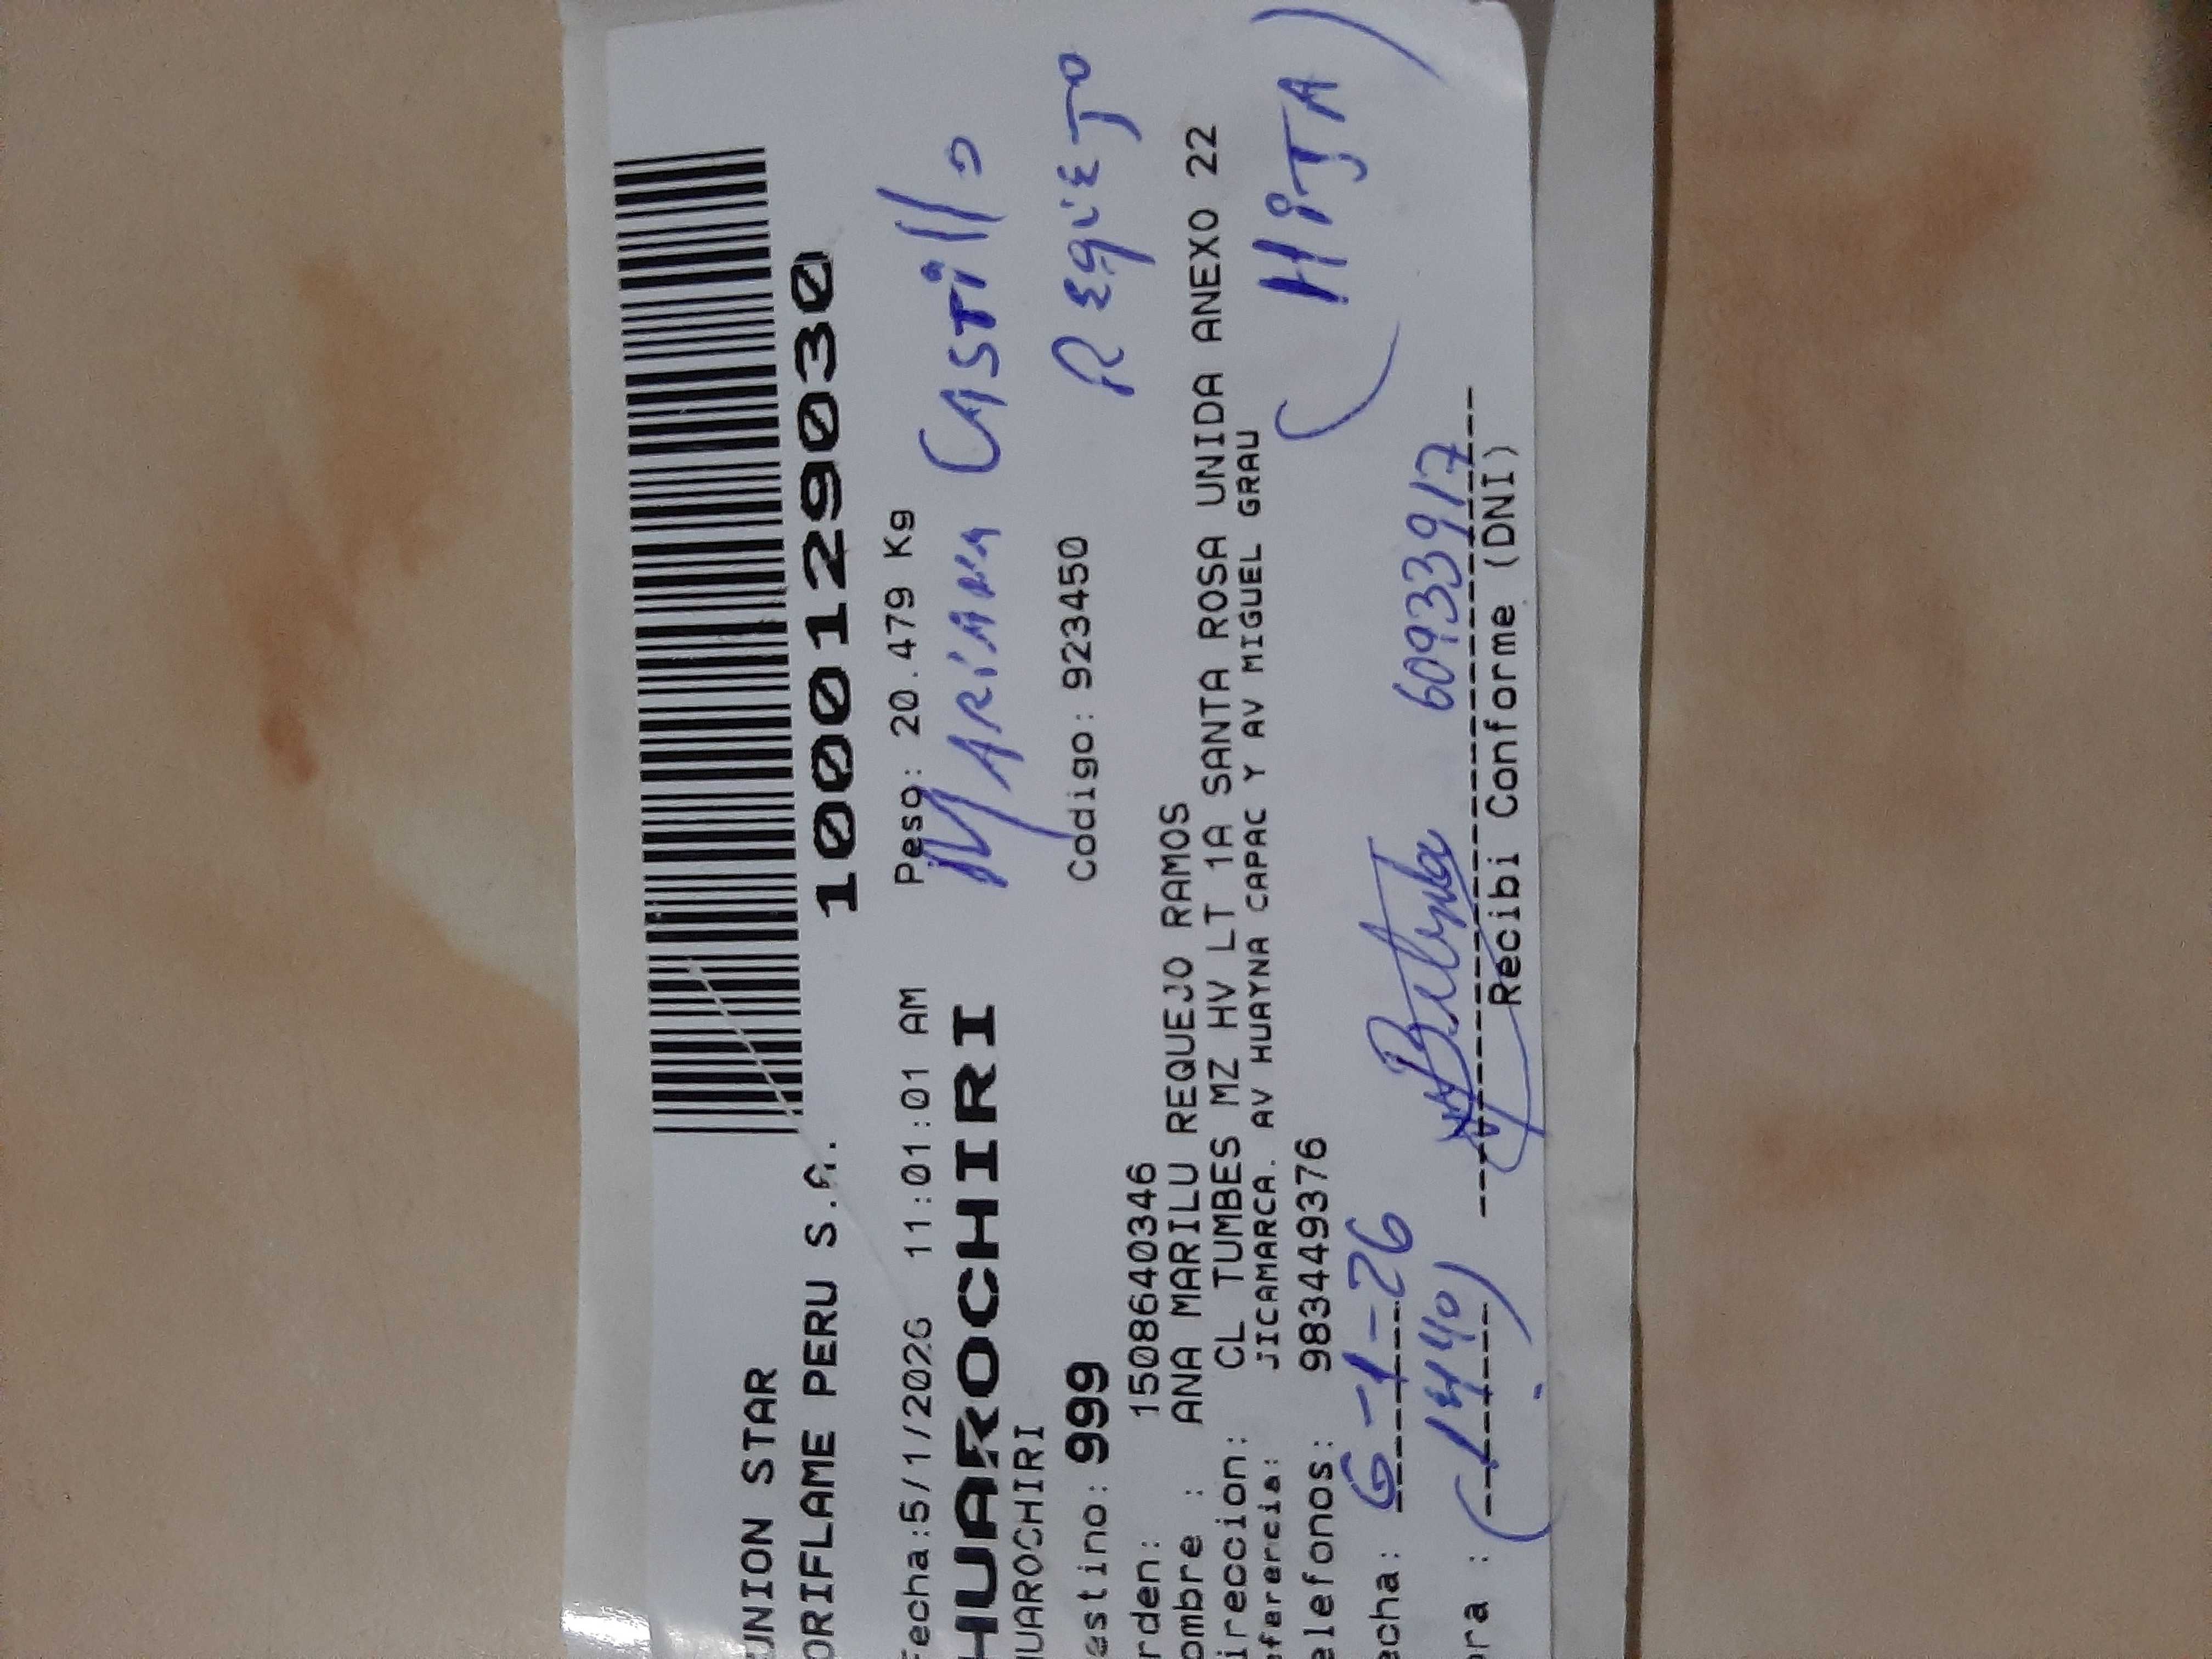 UNION STAR
ORIFLAME PERU S.A.
1000129030
Fecha:5/1/2026 11:01:01 AM Peso: 20.479 Kg
HUAROCHIRI
HUAROCHIRI
MARiANA CASTillo
REQUEJO
estino: 999 Codigo: 923450
rden: 1508640346
ombre : ANA MARILU REQUEJO RAMOS
ireccion: CL TUMBES MZ HV LT 1A SANTA ROSA UNIDA ANEXO 22
eferercia: JICAMARCA. AV HUAYNA CAPAC Y AV MIGUEL GRAU
elefonos: 983449376
(HiJA)
echa: 6-1-26
60933917
ora : (1440)
Recibi Conforme (DNI)